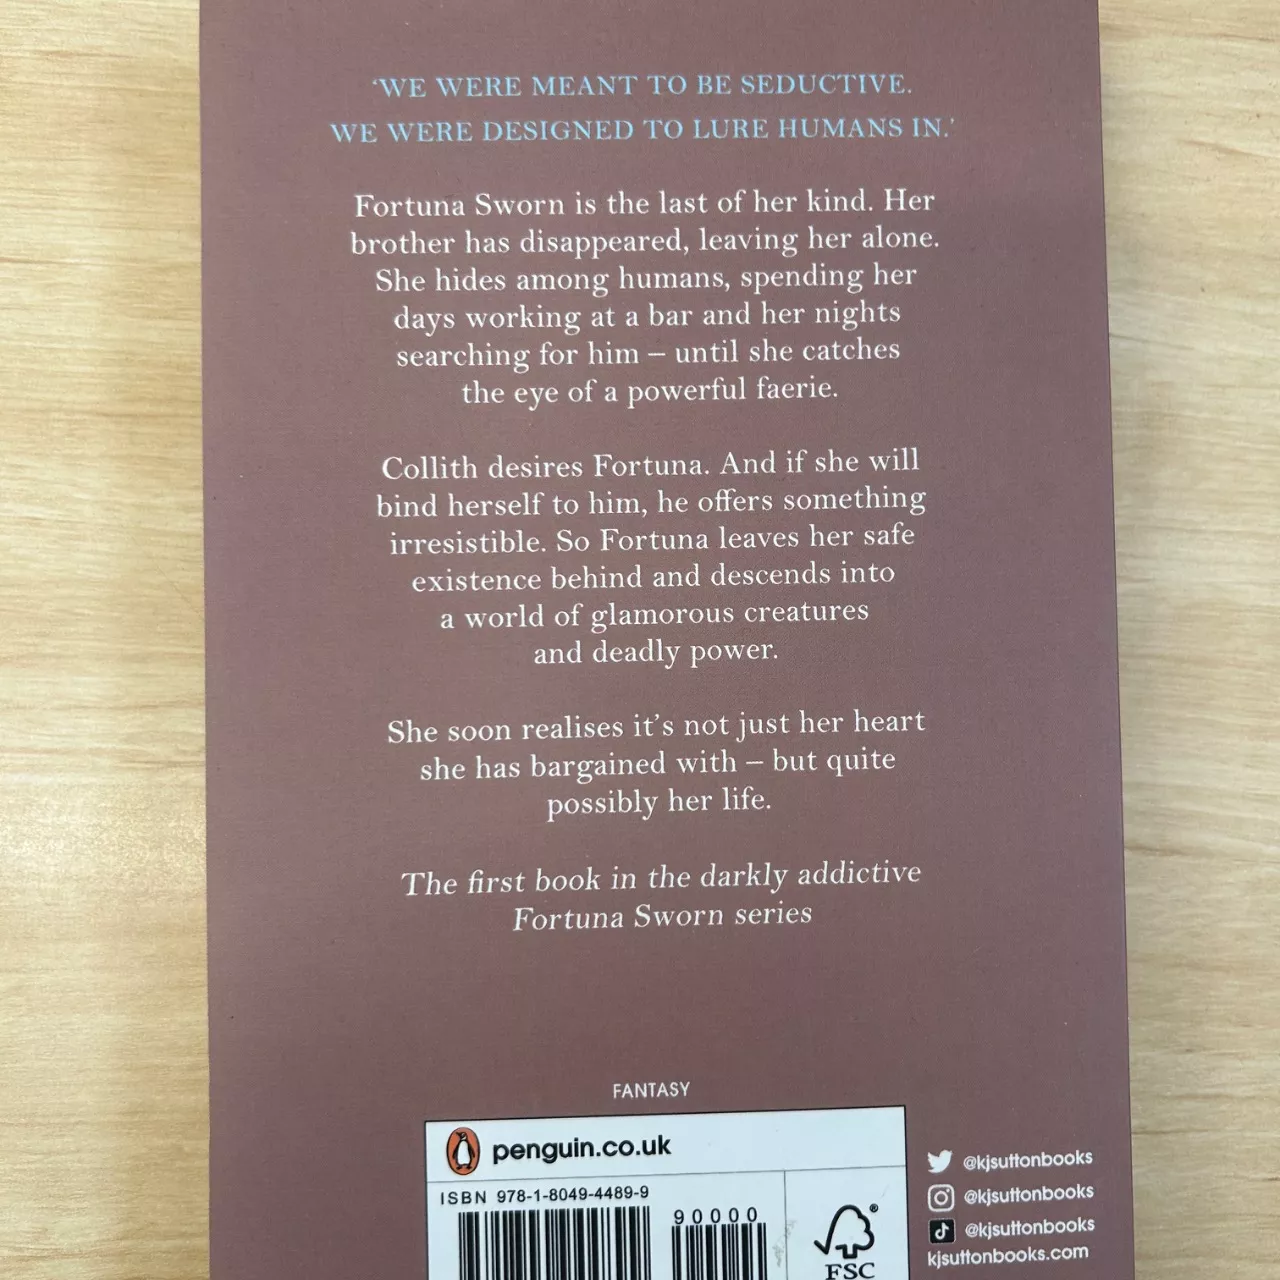 ‘WE WERE MEANT TO BE SEDUCTIVE.
WE WERE DESIGNED TO LURE HUMANS IN.’
Fortuna Sworn is the last of her kind. Her
brother has disappeared, leaving her alone.
She hides among humans, spending her
days working at a bar and her nights
searching for him – until she catches
the eye of a powerful faerie.
Collith desires Fortuna. And if she will
bind herself to him, he offers something
irresistible. So Fortuna leaves her safe
existence behind and descends into
a world of glamorous creatures
and deadly power.
She soon realises it’s not just her heart
she has bargained with – but quite
possibly her life.
The first book in the darkly addictive
Fortuna Sworn series
FANTASY
penguin.co.uk
ISBN 978-1-8049-4489-9
90000
FSC
®
@kjsuttonbooks
@kjsuttonbooks
@kjsuttonbooks
kjsuttonbooks.com